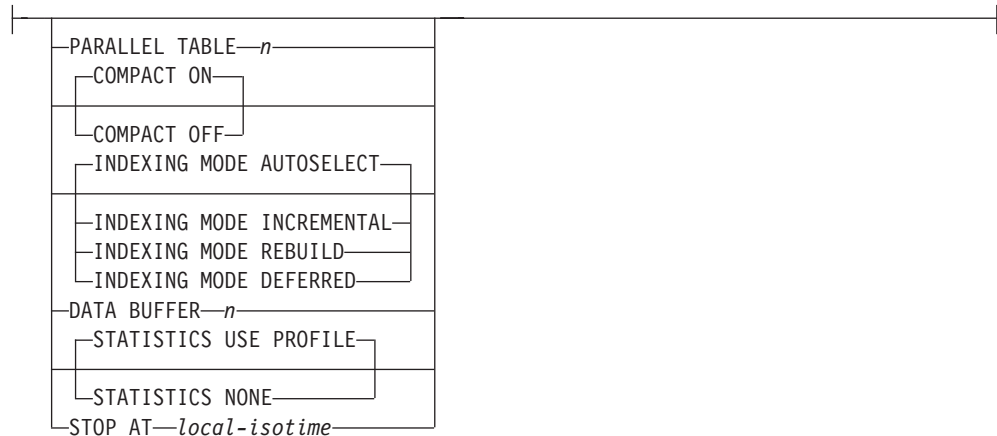 PARALLEL TABLE n
COMPACT ON
COMPACT OFF
INDEXING MODE AUTOSELECT
INDEXING MODE INCREMENTAL
INDEXING MODE REBUILD
INDEXING MODE DEFERRED
DATA BUFFER n
STATISTICS USE PROFILE
STATISTICS NONE
STOP AT local-isotime